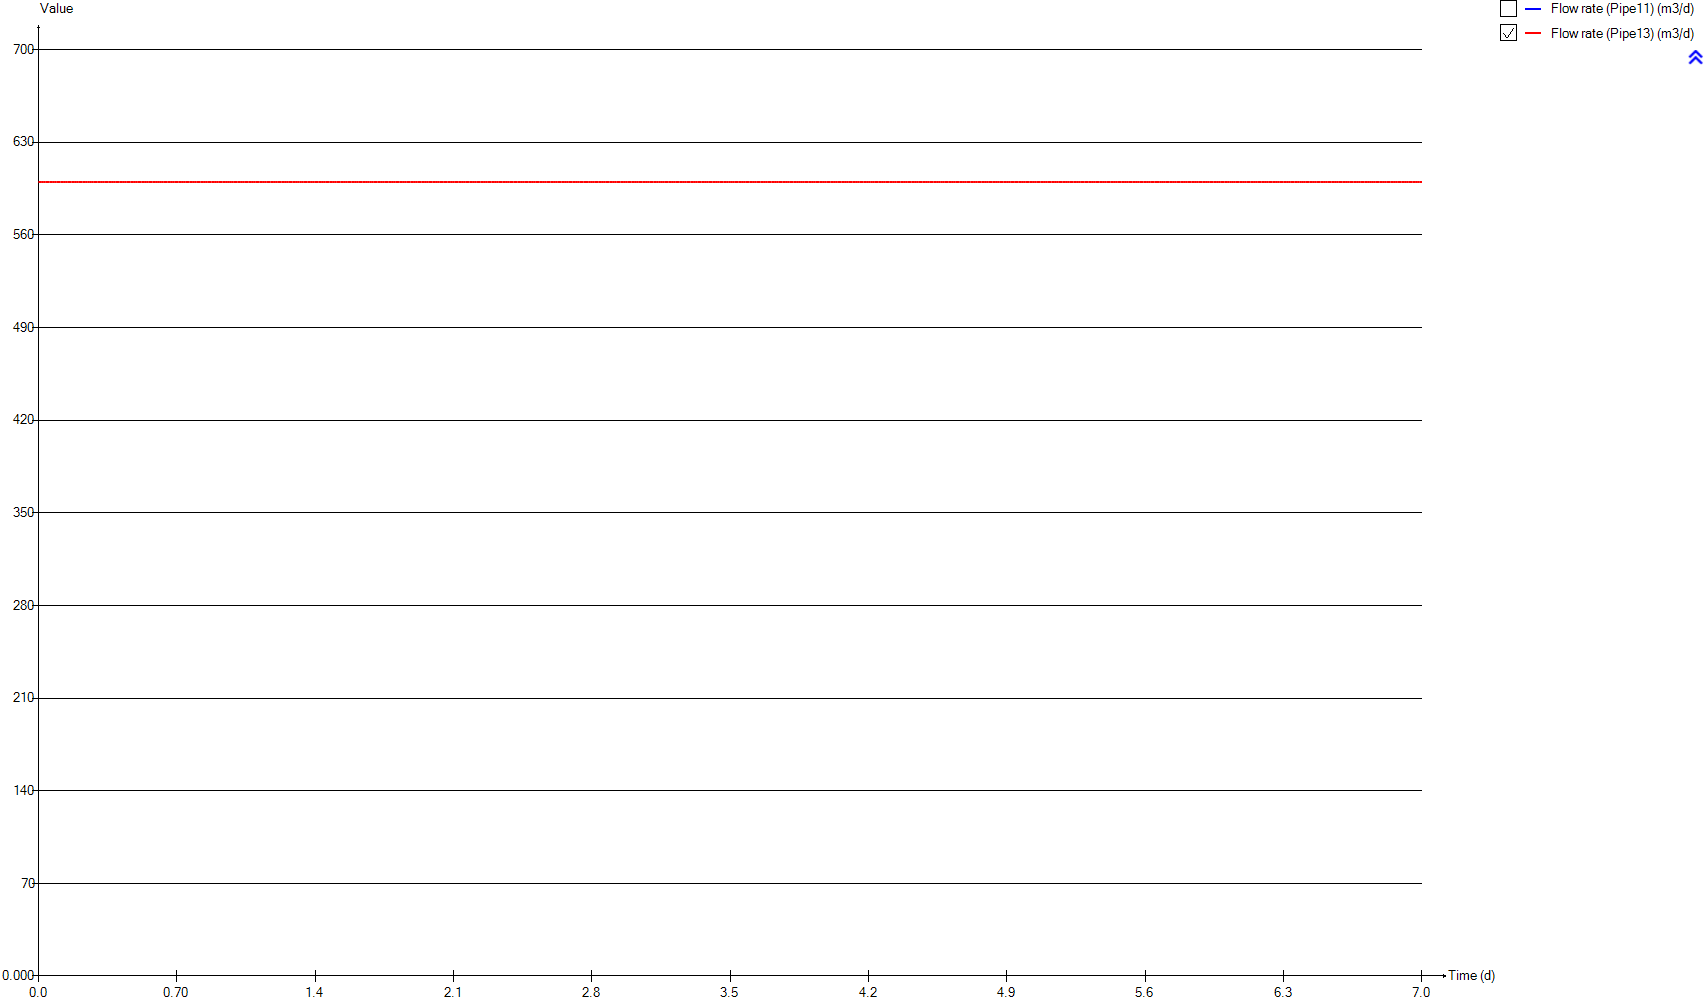 Value
Flow rate (Pipe11) (m3/d)
Flow rate (Pipe13) (m3/d)
700
630
560
490
420
350
280
210
140
70
0.000
Time (d)
0.0 0.70 1.4 2.1 2.8 3.5 4.2 4.9 5.6 6.3 7.0